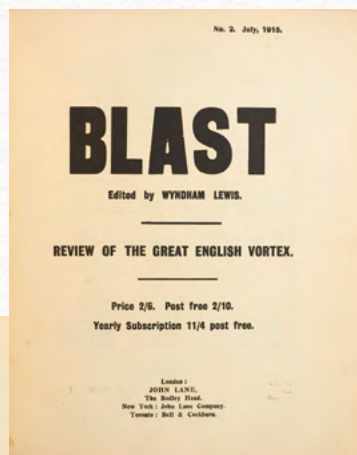 No. 2. July, 1915.
BLAST
Edited by WYNDHAM LEWIS.
REVIEW OF THE GREAT ENGLISH VORTEX.
Price 2/6. Post free 2/10.
Yearly Subscription 11/4 post free.
London:
JOHN LANE,
The Bodley Head.
New York: John Lane Company.
Toronto: Bell & Cockburn.